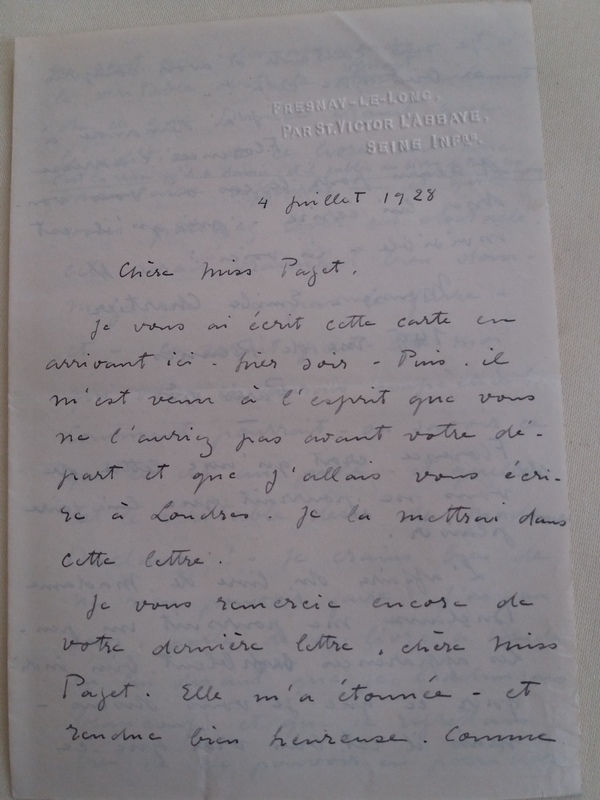 FRESNAY-LE-LONG,
PAR ST. VICTOR L'ABBAYE,
SEINE INFRE.
4 Juillet 1928
Chère Miss Paget,
Je vous ai écrit cette carte en
arrivant ici - hier soir - Puis, il
m'est venu à l'esprit que vous
ne l'auriez pas avant votre dé-
part et que j'allais vous écri-
re à Londres. Je la mettrai dans
cette lettre.
Je vous remercie encore de
votre dernière lettre, chère Miss
Paget. Elle m'a étonnée - et
rendue bien heureuse. Comme